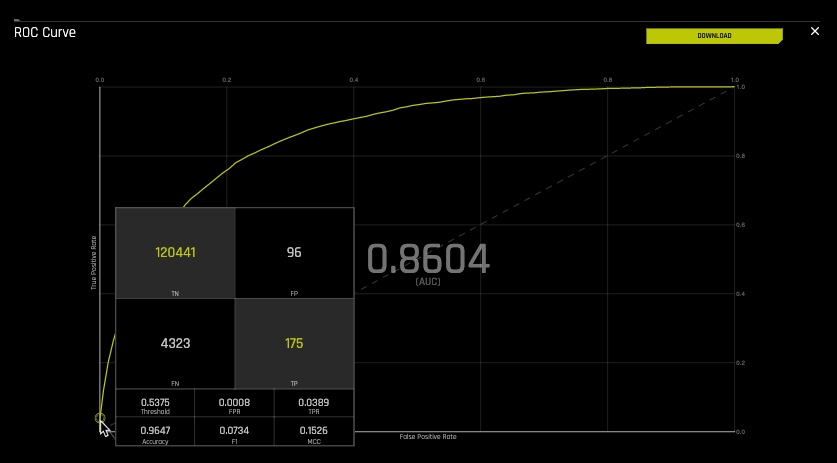 ROC Curve
DOWNLOAD
0.0 0.2 0.4 0.6 0.8 1.0
1.0
0.8
0.6
0.4
0.2
0.0
True Positive Rate
120441 96
TN FP
4323 175
FN TP
0.5375 0.0008 0.0389
Threshold FPR TPR
0.9647 0.0734 0.1526
Accuracy F1 MCC
0.8604
(AUC)
False Positive Rate